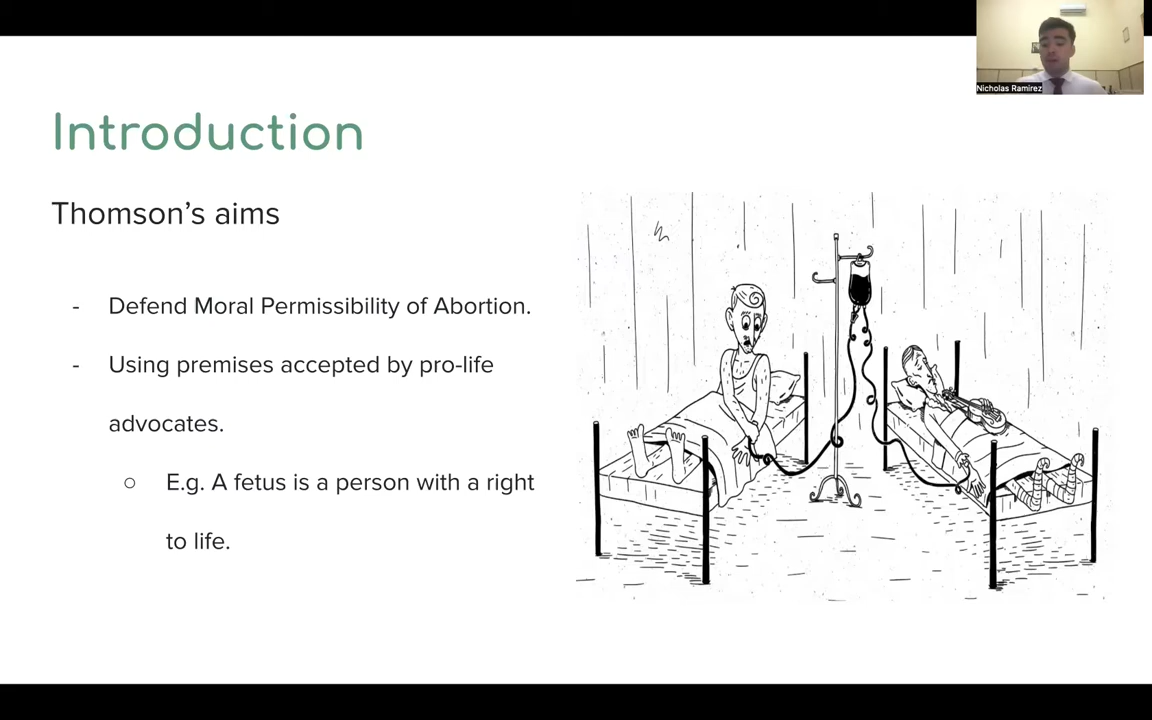 Nicholas Ramirez
Introduction
Thomson's aims
- Defend Moral Permissibility of Abortion.
- Using premises accepted by pro-life
advocates.
○ E.g. A fetus is a person with a right
to life.